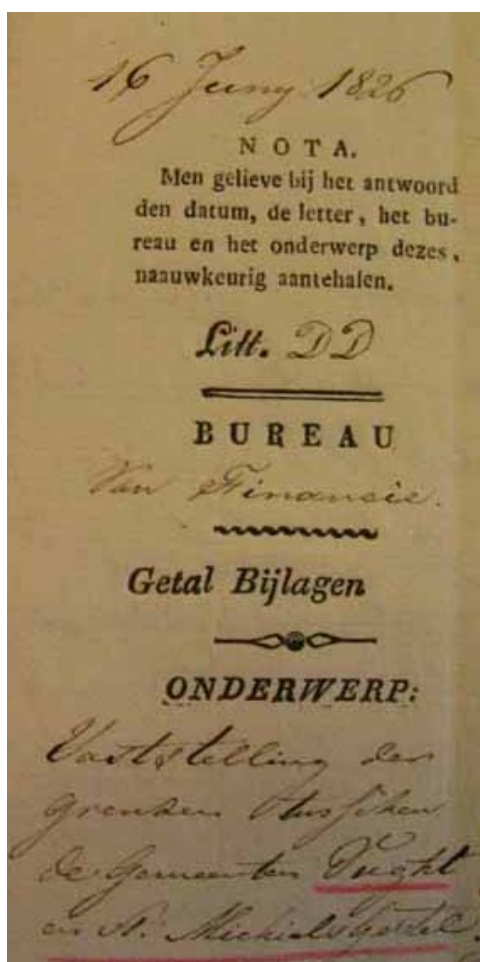 16 Juny 1826
NOTA.
Men gelieve bij het antwoord
den datum, de letter, het bu-
reau en het onderwerp dezes,
naauwkeurig aantehalen.
Litt. DD
BUREAU
Van Financie.
Getal Bijlagen
ONDERWERP:
Vaststelling der
grenzen tusschen
de Gemeenten Vught
en St. Michielsgestel.